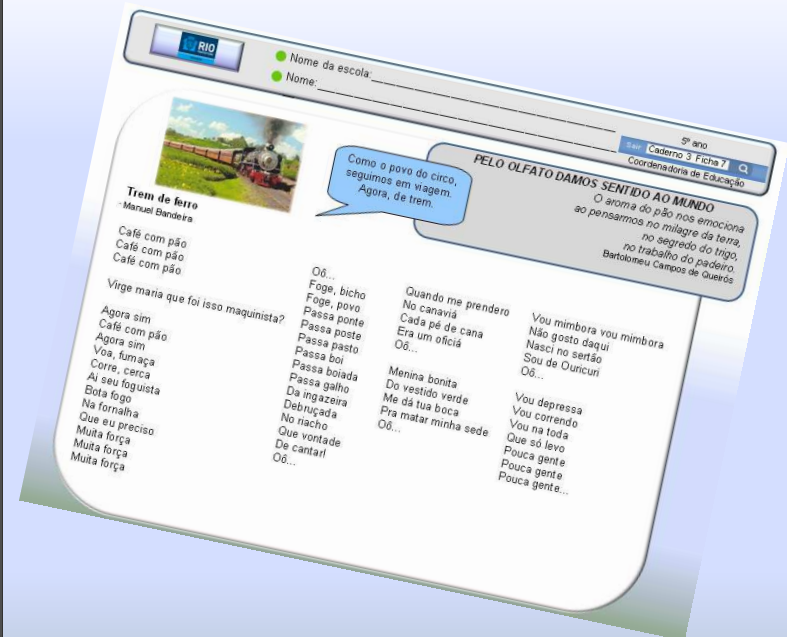 RIO
Nome da escola:
Nome:
5º ano
Sair Caderno 3 Ficha 7
Coordenadoria de Educação
PELO OLFATO DAMOS SENTIDO AO MUNDO
O aroma do pão nos emociona
ao pensarmos no milagre da terra,
no segredo do trigo,
no trabalho do padeiro.
Bartolomeu Campos de Queirós
Como o povo do circo,
seguimos em viagem.
Agora, de trem.
Trem de ferro
- Manuel Bandeira
Café com pão
Café com pão
Café com pão
Virge maria que foi isso maquinista?
Agora sim
Café com pão
Agora sim
Voa, fumaça
Corre, cerca
Ai seu foguista
Bota fogo
Na fornalha
Que eu preciso
Muita força
Muita força
Muita força
Oô...
Foge, bicho
Foge, povo
Passa ponte
Passa poste
Passa pasto
Passa boi
Passa boiada
Passa galho
Da ingazeira
Debruçada
No riacho
Que vontade
De cantar!
Oô...
Quando me prendero
No canaviá
Cada pé de cana
Era um oficiá
Oô...
Menina bonita
Do vestido verde
Me dá tua boca
Pra matar minha sede
Oô...
Vou mimbora vou mimbora
Não gosto daqui
Nasci no sertão
Sou de Ouricuri
Oô...
Vou depressa
Vou correndo
Vou na toda
Que só levo
Pouca gente
Pouca gente
Pouca gente...